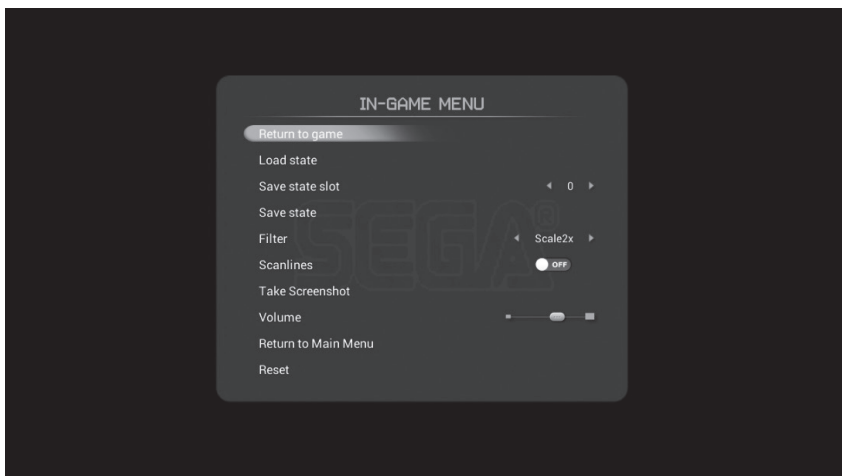 IN-GAME MENU
Return to game
Load state
Save state slot 0
Save state
SEGA®
Filter Scale2x
Scanlines OFF
Take Screenshot
Volume
Return to Main Menu
Reset